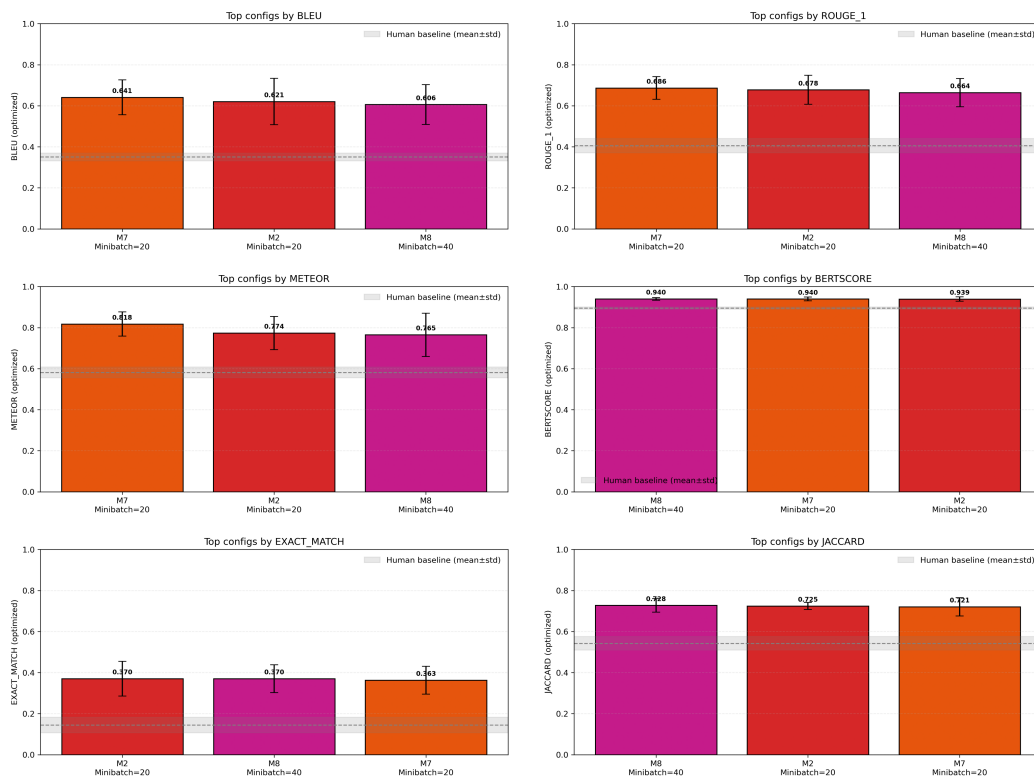 Top configs by BLEU
BLEU (optimized)
1.0
0.8
0.6
0.4
0.2
0.0
Human baseline (mean±std)
0.641
0.621
0.606
M7
Minibatch=20
M2
Minibatch=20
M8
Minibatch=40
Top configs by ROUGE_1
ROUGE_1 (optimized)
1.0
0.8
0.6
0.4
0.2
0.0
Human baseline (mean±std)
0.686
0.678
0.664
M7
Minibatch=20
M2
Minibatch=20
M8
Minibatch=40
Top configs by METEOR
METEOR (optimized)
1.0
0.8
0.6
0.4
0.2
0.0
Human baseline (mean±std)
0.818
0.774
0.765
M7
Minibatch=20
M2
Minibatch=20
M8
Minibatch=40
Top configs by BERTSCORE
BERTSCORE (optimized)
1.0
0.8
0.6
0.4
0.2
0.0
0.940
0.940
0.939
Human baseline (mean±std)
M8
Minibatch=40
M7
Minibatch=20
M2
Minibatch=20
Top configs by EXACT_MATCH
EXACT_MATCH (optimized)
1.0
0.8
0.6
0.4
0.2
0.0
Human baseline (mean±std)
0.370
0.370
0.363
M2
Minibatch=20
M8
Minibatch=40
M7
Minibatch=20
Top configs by JACCARD
JACCARD (optimized)
1.0
0.8
0.6
0.4
0.2
0.0
Human baseline (mean±std)
0.728
0.725
0.721
M8
Minibatch=40
M2
Minibatch=20
M7
Minibatch=20